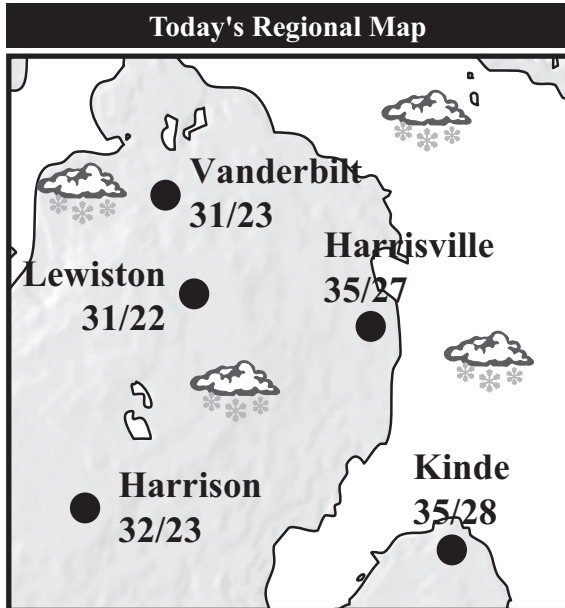 Today's Regional Map
Vanderbilt
31/23
Harrisville
35/27
Lewiston
31/22
Kinde
35/28
Harrison
32/23